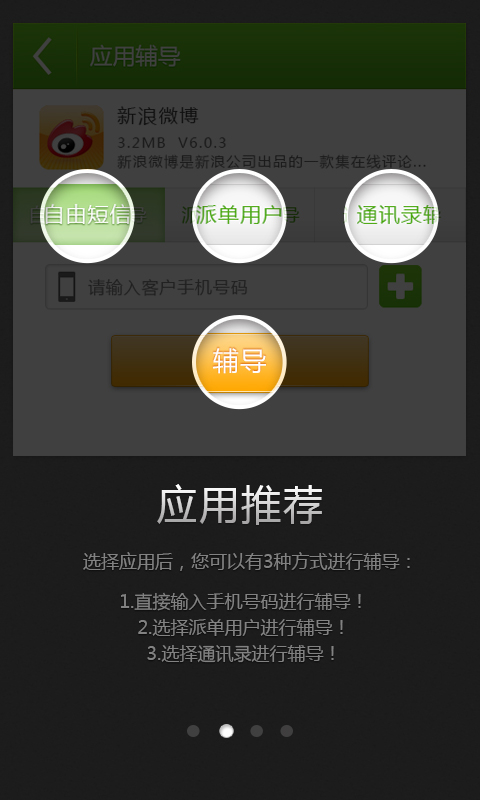 应用辅导
新浪微博
3.2MB V6.0.3
新浪微博是新浪公司出品的一款集在线评论...
自由短信
派单用户
通讯录辅
请输入客户手机号码
辅导
应用推荐
选择应用后，您可以有3种方式进行辅导：
1.直接输入手机号码进行辅导！
2.选择派单用户进行辅导！
3.选择通讯录进行辅导！